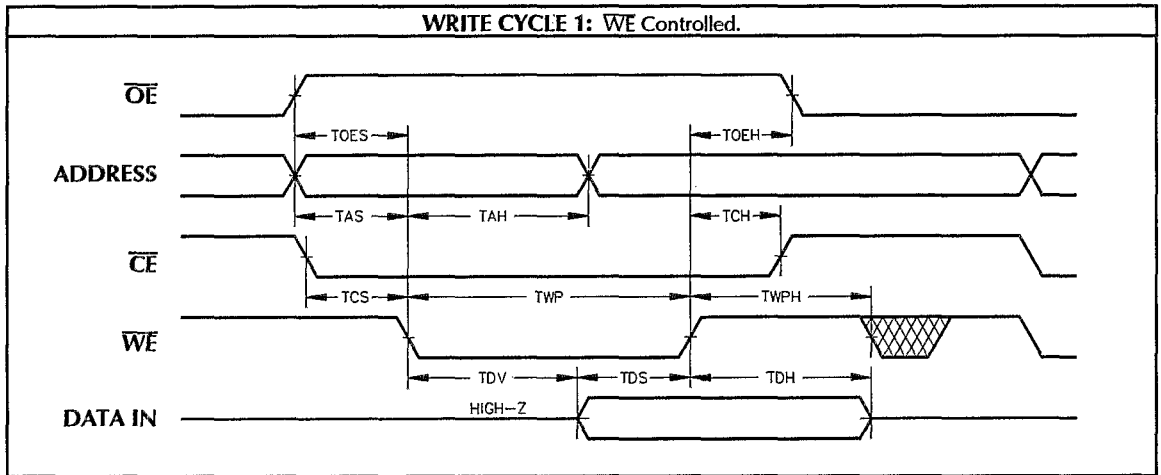 WRITE CYCLE 1: WE Controlled.
OE
TOES
TOEH
ADDRESS
TAS
TAH
TCH
CE
TCS
TWP
TWPH
WE
TDV
TDS
TDH
HIGH-Z
DATA IN